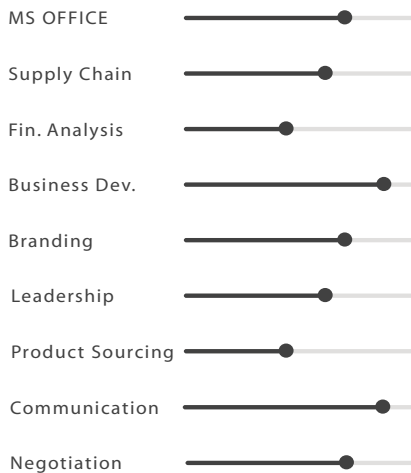 MS OFFICE
Supply Chain
Fin. Analysis
Business Dev.
Branding
Leadership
Product Sourcing
Communication
Negotiation